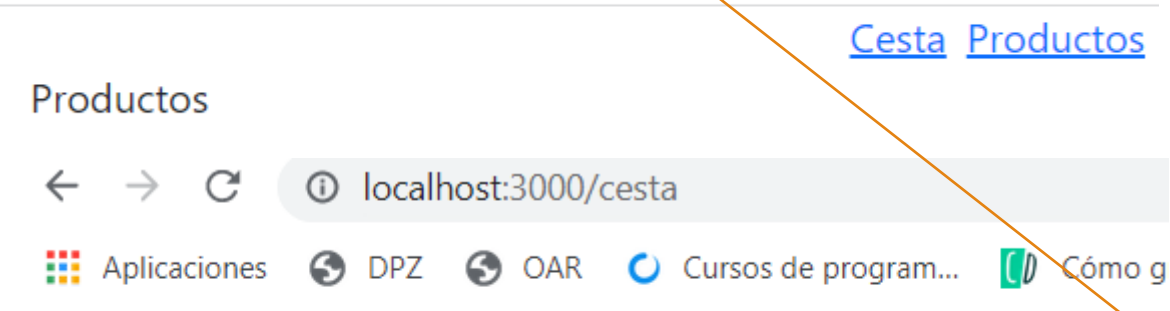 Cesta Productos
Productos
localhost:3000/cesta
Aplicaciones DPZ OAR Cursos de program... Cómo g